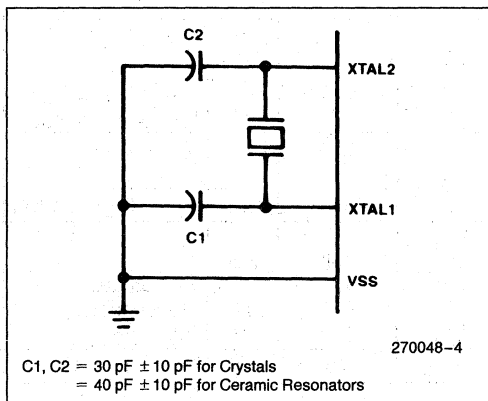 C2
XTAL2
XTAL1
C1
VSS
270048–4
C1, C2 = 30 pF ±10 pF for Crystals
= 40 pF ±10 pF for Ceramic Resonators